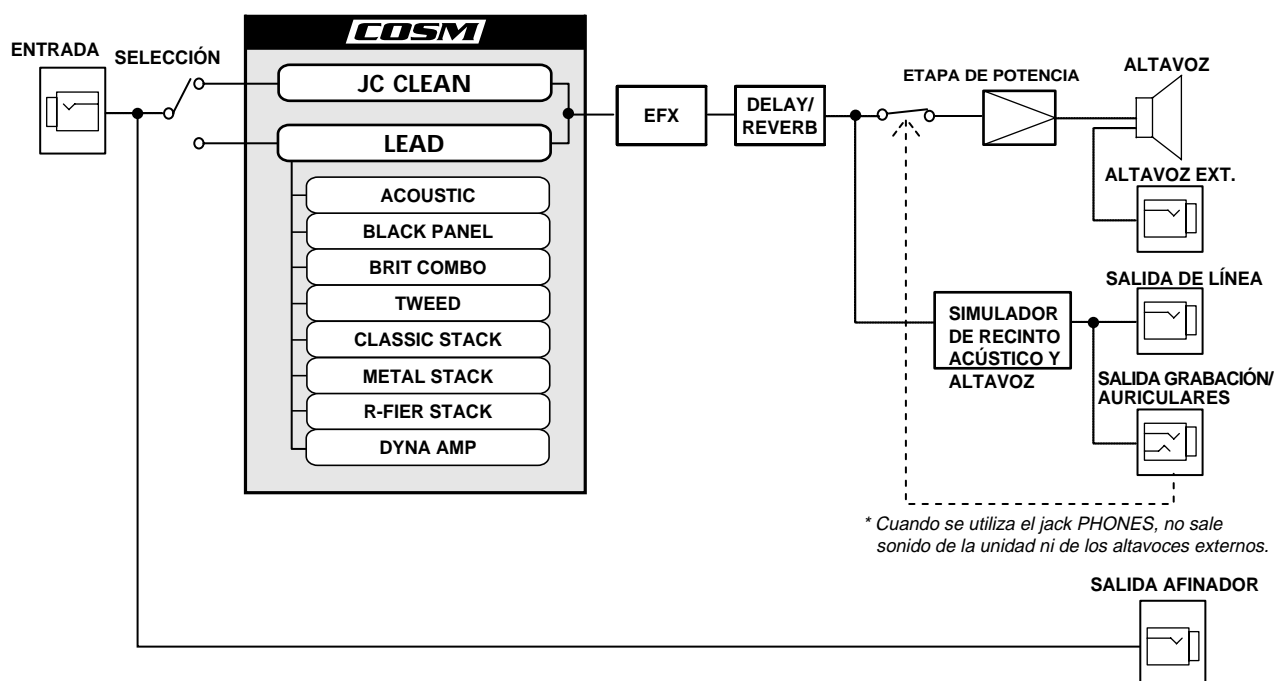 COSM
ENTRADA
SELECCIÓN
JC CLEAN
LEAD
ACOUSTIC
BLACK PANEL
BRIT COMBO
TWEED
CLASSIC STACK
METAL STACK
R-FIER STACK
DYNA AMP
EFX
DELAY/
REVERB
ETAPA DE POTENCIA
ALTAVOZ
ALTAVOZ EXT.
SALIDA DE LÍNEA
SIMULADOR
DE RECINTO
ACÚSTICO Y
ALTAVOZ
SALIDA GRABACIÓN/
AURICULARES
* Cuando se utiliza el jack PHONES, no sale
sonido de la unidad ni de los altavoces externos.
SALIDA AFINADOR